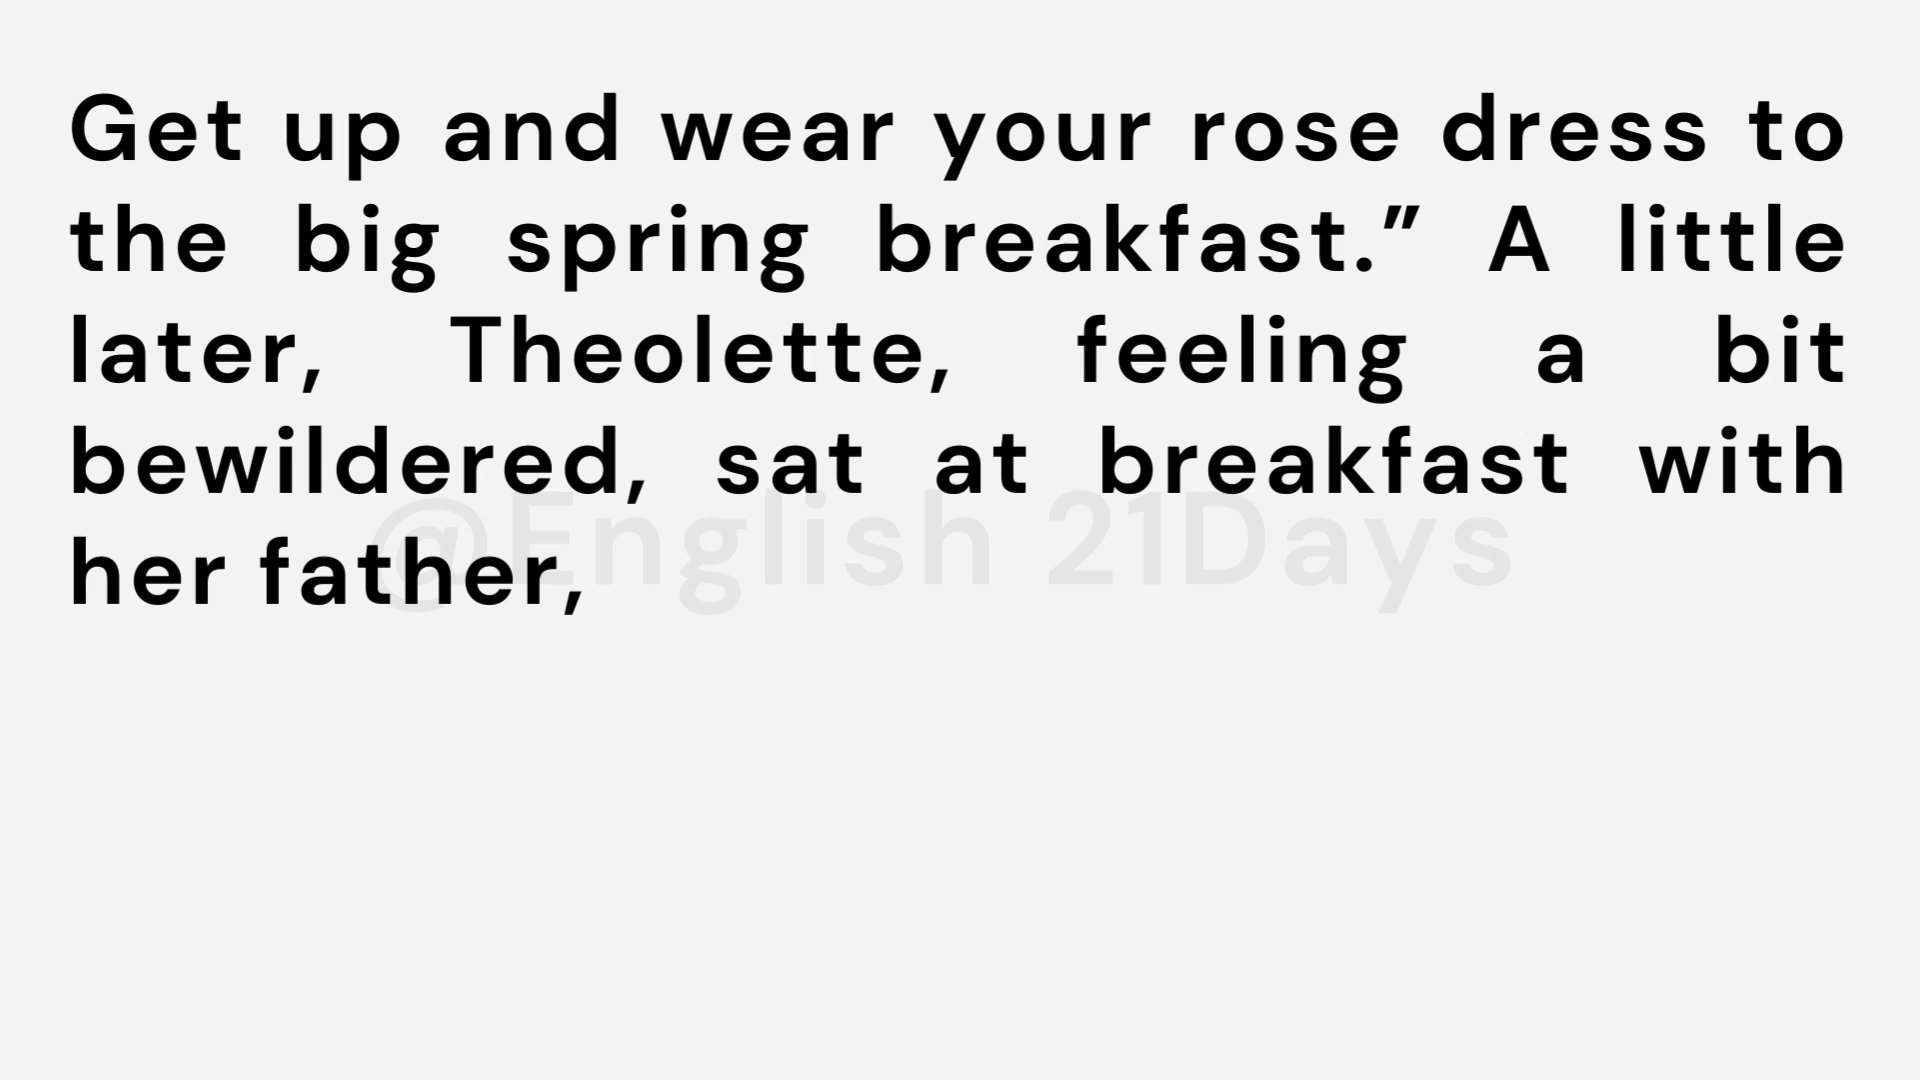 Get up and wear your rose dress to
the big spring breakfast.” A little
later, Theolette, feeling a bit
bewildered, sat at breakfast with
her father,
@English 21Days